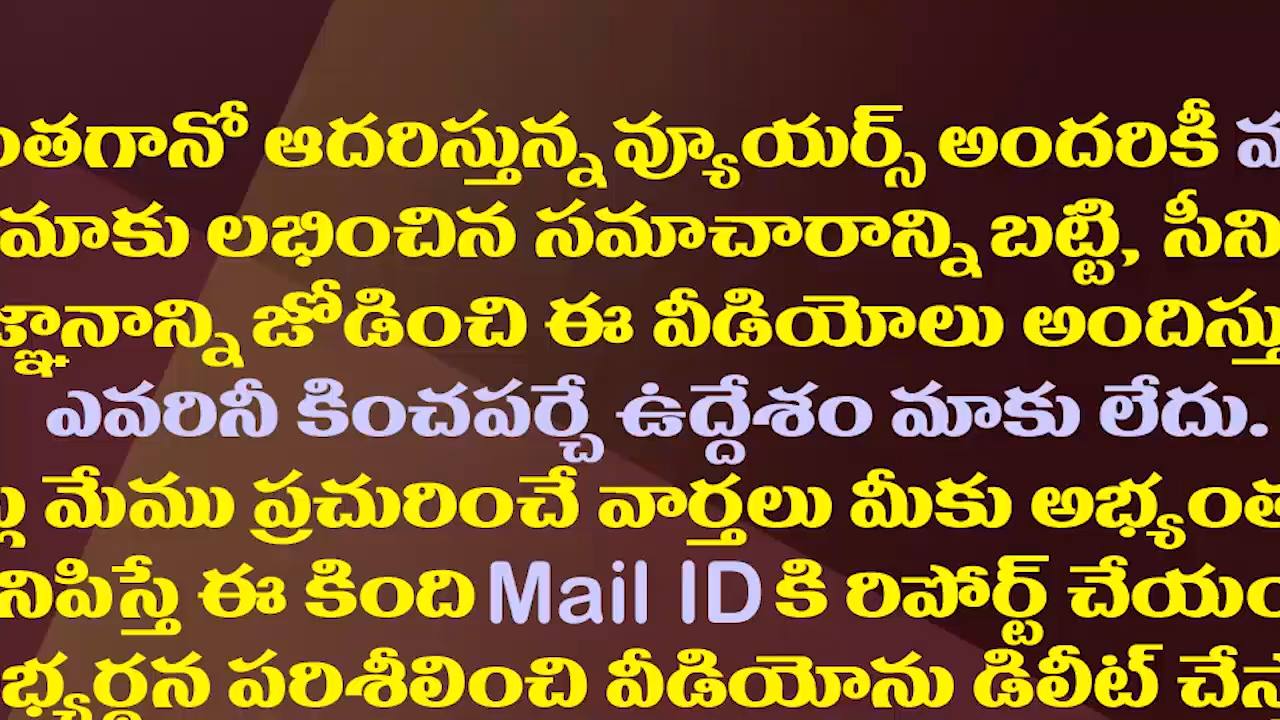 ఆదరిస్తున్న వ్యూయర్స్ అందరికీ
మాకు లభించిన సమాచారాన్ని బట్టి,
జోడించి ఈ వీడియోలు
ఎవరినీ కించపర్చే ఉద్దేశం మాకు లేదు.
మేము ప్రచురించే వార్తలు మీకు
ఈ కింది Mail ID కి రిపోర్ట్
పరిశీలించి వీడియోను డిలీట్